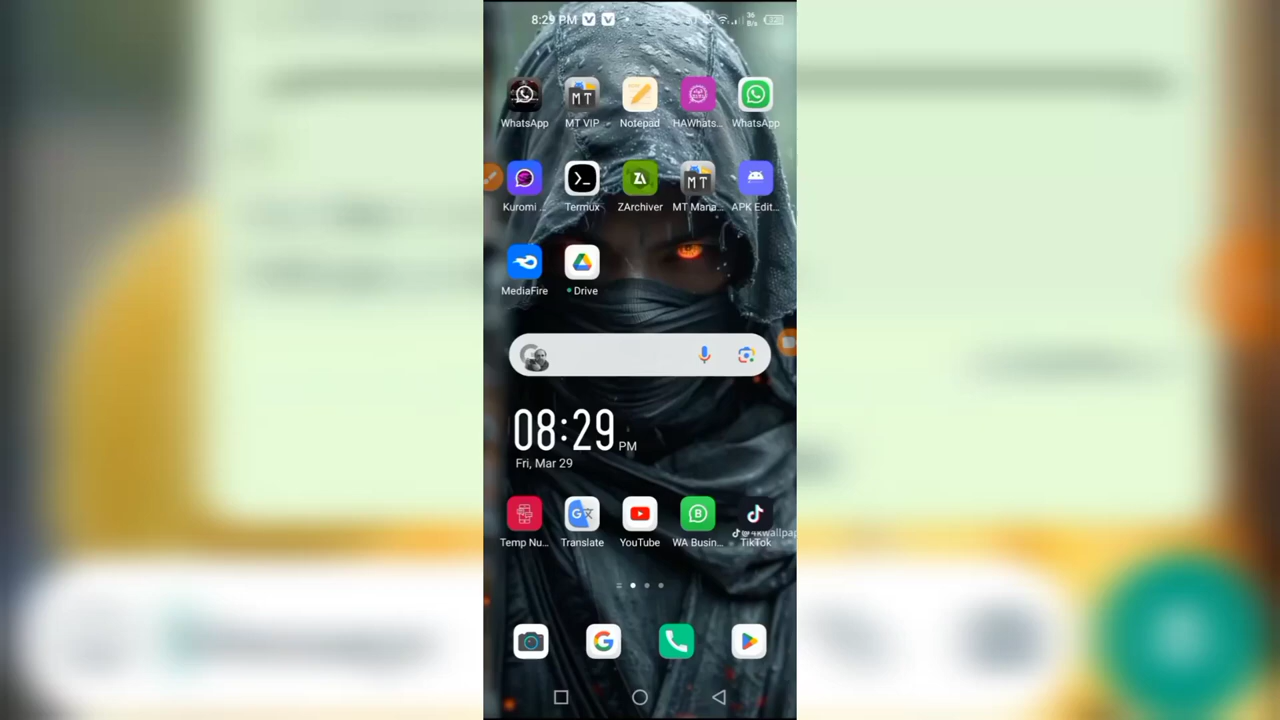 8:29 PM
36
B/s
WhatsApp
MT VIP
Notepad
HAWhats...
WhatsApp
Kuromi ...
Termux
ZArchiver
MT Mana...
APK Edit...
MediaFire
Drive
08:29 PM
Fri, Mar 29
Temp Nu...
Translate
YouTube
WA Busin...
TikTok